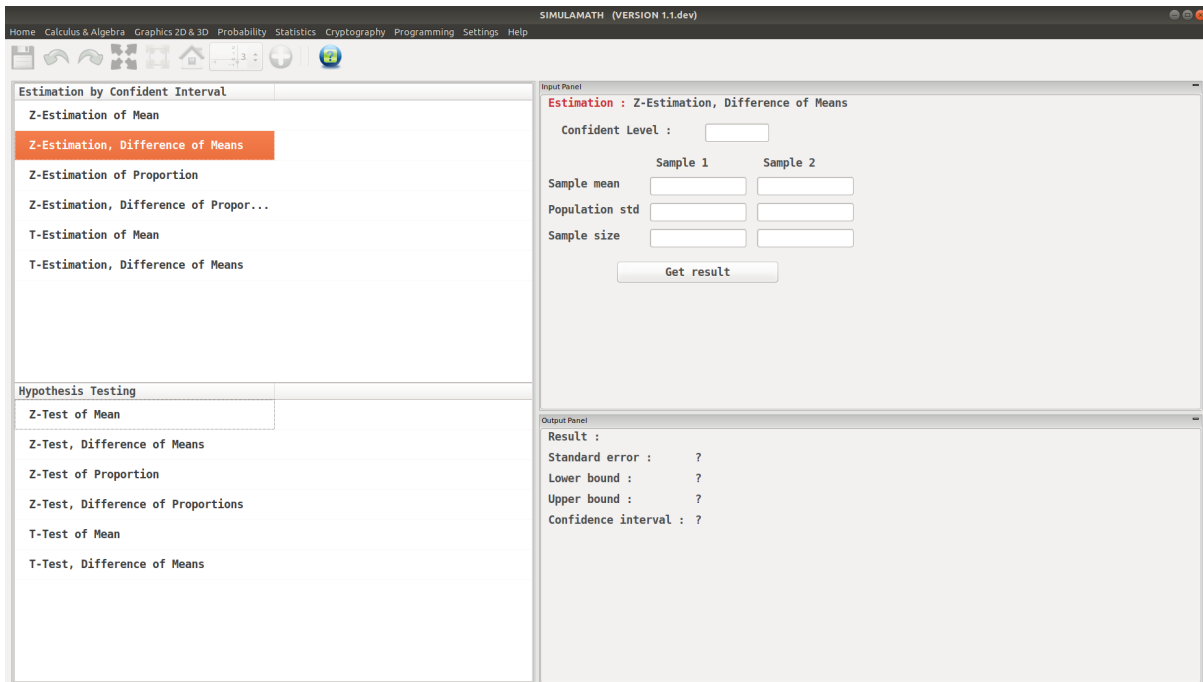 SIMULAMATH (VERSION 1.1.dev)
Home Calculus & Algebra Graphics 2D & 3D Probability Statistics Cryptography Programming Settings Help
3
Estimation by Confident Interval
Z-Estimation of Mean
Z-Estimation, Difference of Means
Z-Estimation of Proportion
Z-Estimation, Difference of Propor...
T-Estimation of Mean
T-Estimation, Difference of Means
Hypothesis Testing
Z-Test of Mean
Z-Test, Difference of Means
Z-Test of Proportion
Z-Test, Difference of Proportions
T-Test of Mean
T-Test, Difference of Means
Input Panel
Estimation : Z-Estimation, Difference of Means
Confident Level :
Sample 1 Sample 2
Sample mean
Population std
Sample size
Get result
Output Panel
Result :
Standard error : ?
Lower bound : ?
Upper bound : ?
Confidence interval : ?